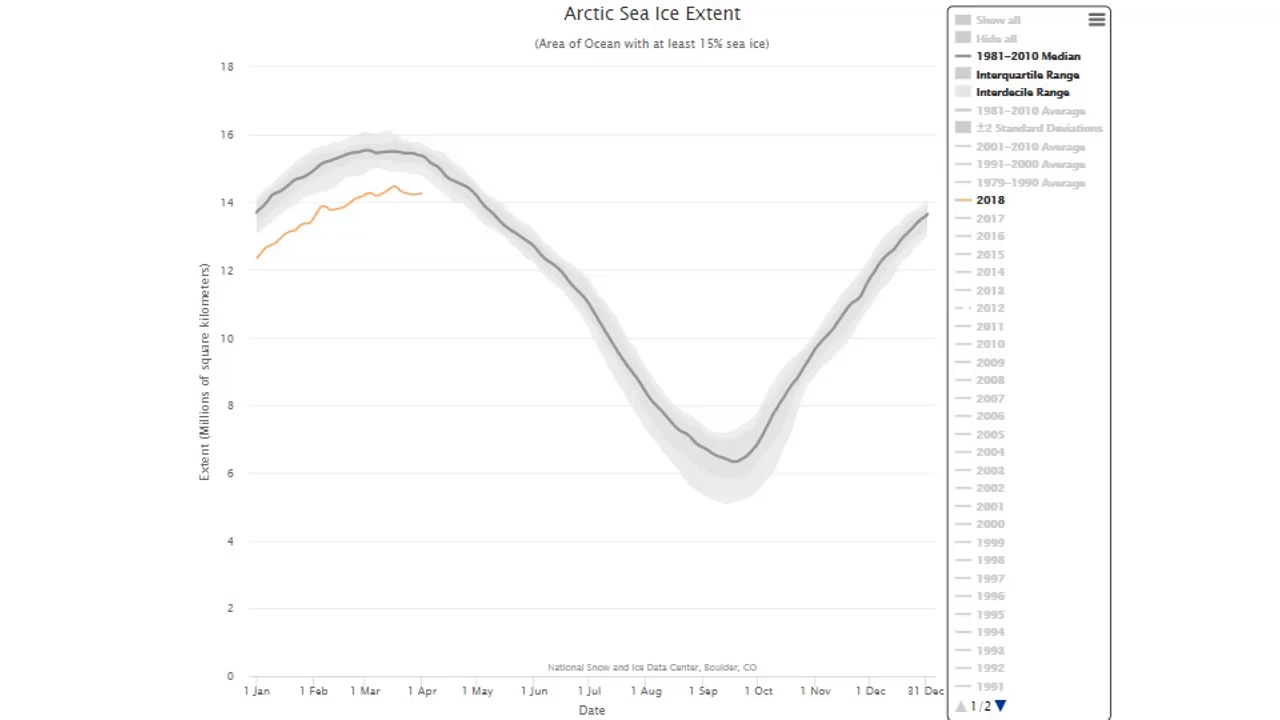 Arctic Sea Ice Extent
(Area of Ocean with at least 15% sea ice)
18
16
14
12
10
8
6
4
2
0
Extent (Millions of square kilometers)
National Snow and Ice Data Center, Boulder, CO
1 Jan 1 Feb 1 Mar 1 Apr 1 May 1 Jun 1 Jul 1 Aug 1 Sep 1 Oct 1 Nov 1 Dec 31 Dec
Date
Show all
Hide all
1981-2010 Median
Interquartile Range
Interdecile Range
1981-2010 Average
±2 Standard Deviations
2001-2010 Average
1991-2000 Average
1979-1990 Average
2018
2017
2016
2015
2014
2013
2012
2011
2010
2009
2008
2007
2006
2005
2004
2003
2002
2001
2000
1999
1998
1997
1996
1995
1994
1993
1992
1991
1/2